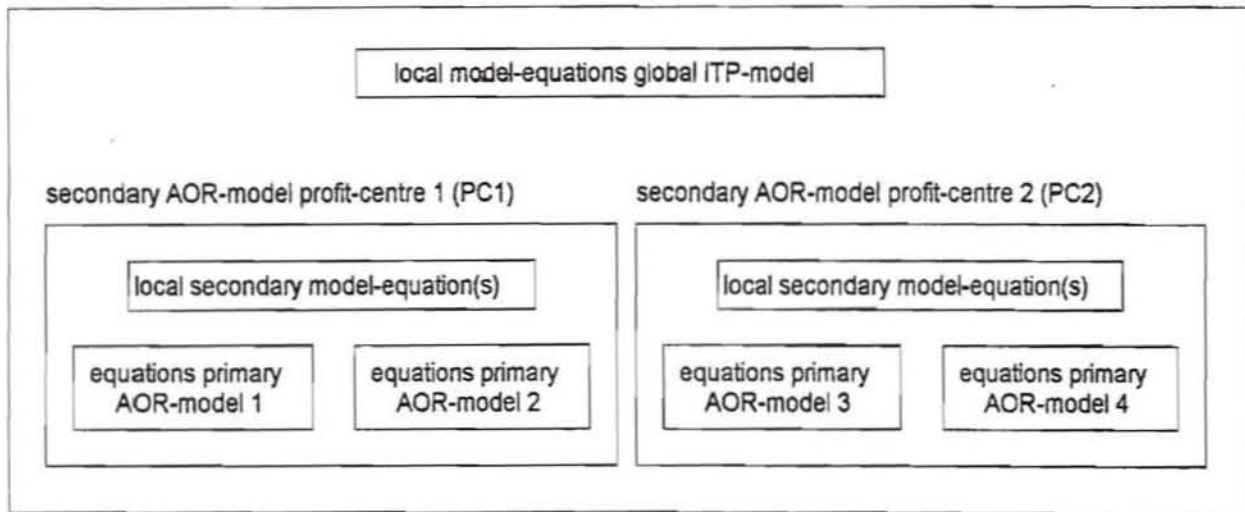 local model-equations global ITP-model
secondary AOR-model profit-centre 1 (PC1)
secondary AOR-model profit-centre 2 (PC2)
local secondary model-equation(s)
local secondary model-equation(s)
equations primary
AOR-model 1
equations primary
AOR-model 2
equations primary
AOR-model 3
equations primary
AOR-model 4